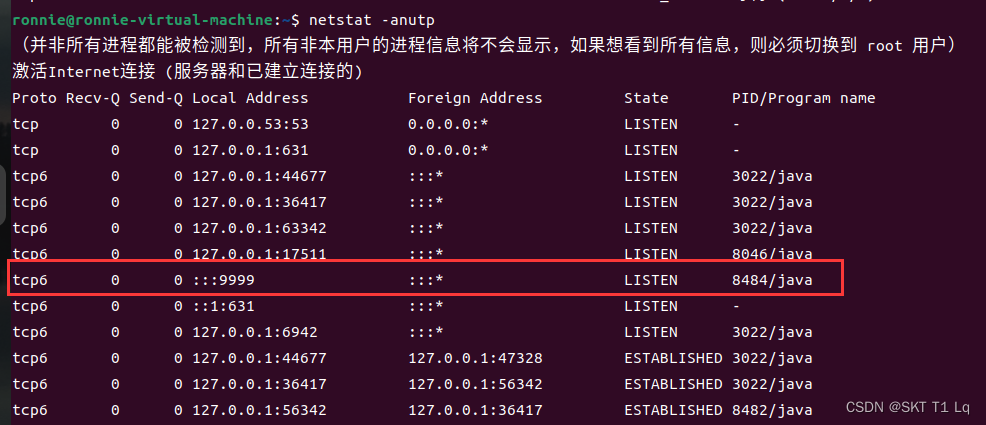 ronnie@ronnie-virtual-machine:~$ netstat -anutp
（并非所有进程都能被检测到，所有非本用户的进程信息将不会显示，如果想看到所有信息，则必须切换到 root 用户）
激活Internet连接 (服务器和已建立连接的)
Proto Recv-Q Send-Q Local Address           Foreign Address         State       PID/Program name
tcp        0      0 127.0.0.53:53           0.0.0.0:*               LISTEN      -
tcp        0      0 127.0.0.1:631           0.0.0.0:*               LISTEN      -
tcp6       0      0 127.0.0.1:44677         :::*                    LISTEN      3022/java
tcp6       0      0 127.0.0.1:36417         :::*                    LISTEN      3022/java
tcp6       0      0 127.0.0.1:63342         :::*                    LISTEN      3022/java
tcp6       0      0 127.0.0.1:17511         :::*                    LISTEN      8046/java
tcp6       0      0 :::9999                 :::*                    LISTEN      8484/java
tcp6       0      0 ::1:631                 :::*                    LISTEN      -
tcp6       0      0 127.0.0.1:6942          :::*                    LISTEN      3022/java
tcp6       0      0 127.0.0.1:44677         127.0.0.1:47328         ESTABLISHED 3022/java
tcp6       0      0 127.0.0.1:36417         127.0.0.1:56342         ESTABLISHED 3022/java
tcp6       0      0 127.0.0.1:56342         127.0.0.1:36417         ESTABLISHED 8482/java
CSDN @SKT T1 Lq